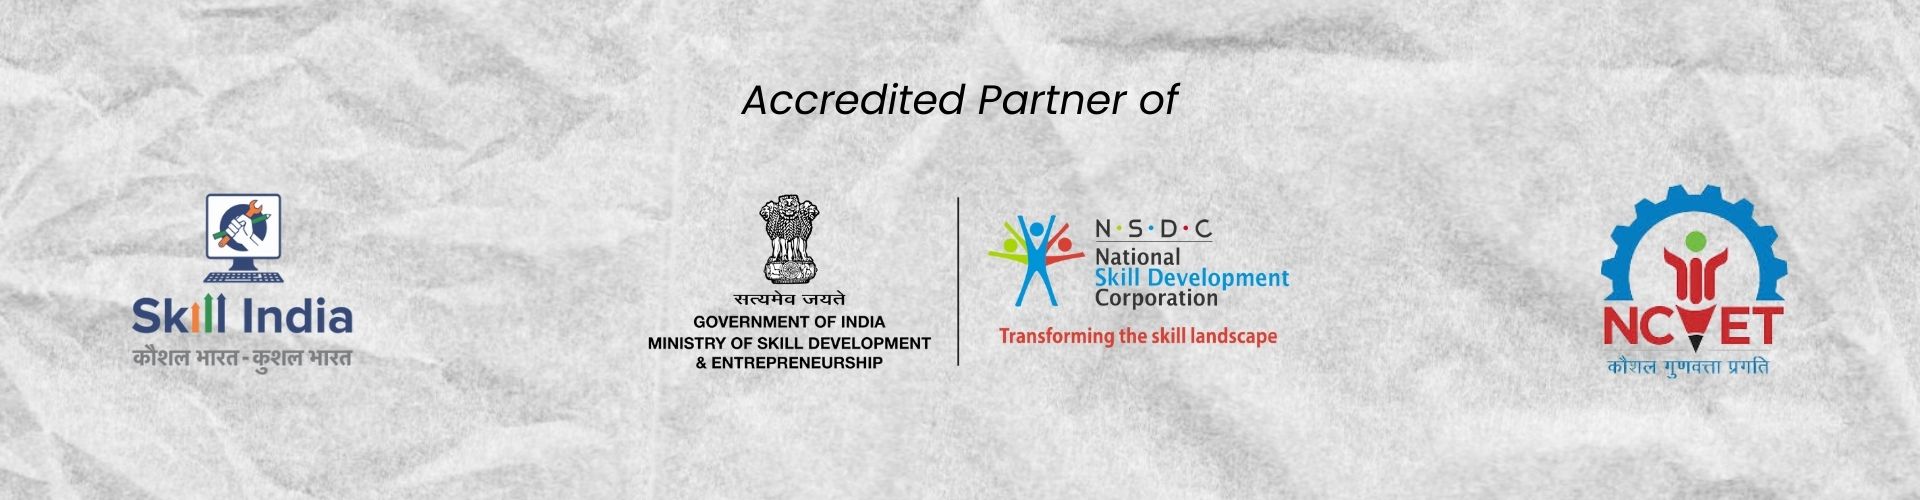 Accredited Partner of
Skill India
कौशल भारत - कुशल भारत
सत्यमेव जयते
GOVERNMENT OF INDIA
MINISTRY OF SKILL DEVELOPMENT
& ENTREPRENEURSHIP
N·S·D·C
National
Skill Development
Corporation
Transforming the skill landscape
NCVET
कौशल गुणवत्ता प्रगति